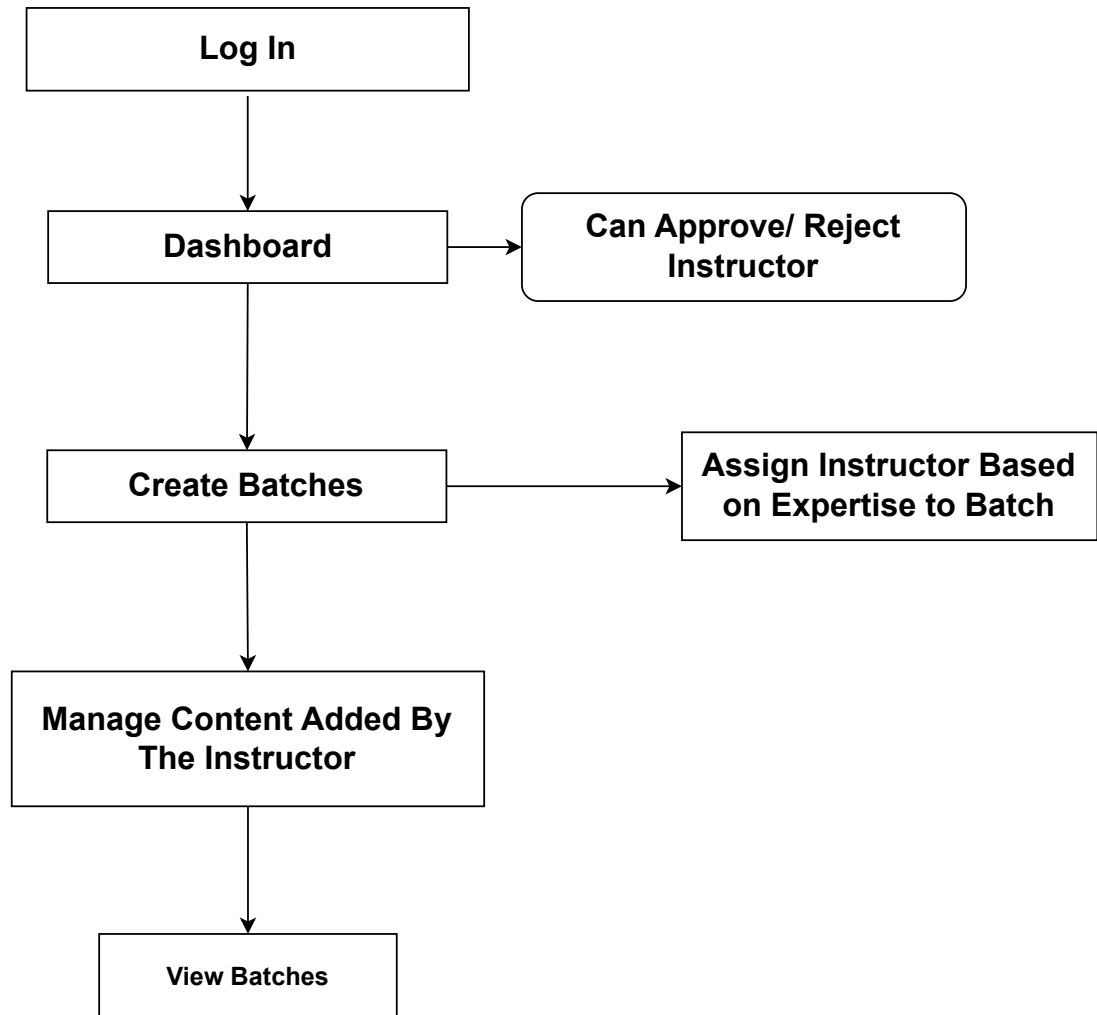 Log In
Dashboard
Can Approve/ Reject
Instructor
Create Batches
Assign Instructor Based
on Expertise to Batch
Manage Content Added By
The Instructor
View Batches